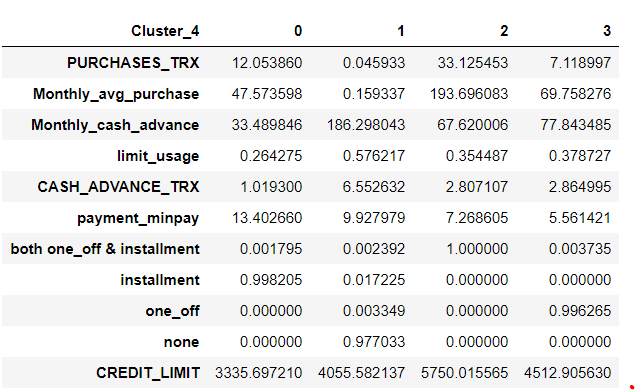 Cluster_4 0 1 2 3
PURCHASES_TRX 12.053860 0.045933 33.125453 7.118997
Monthly_avg_purchase 47.573598 0.159337 193.696083 69.758276
Monthly_cash_advance 33.489846 186.298043 67.620006 77.843485
limit_usage 0.264275 0.576217 0.354487 0.378727
CASH_ADVANCE_TRX 1.019300 6.552632 2.807107 2.864995
payment_minpay 13.402660 9.927979 7.268605 5.561421
both one_off & installment 0.001795 0.002392 1.000000 0.003735
installment 0.998205 0.017225 0.000000 0.000000
one_off 0.000000 0.003349 0.000000 0.996265
none 0.000000 0.977033 0.000000 0.000000
CREDIT_LIMIT 3335.697210 4055.582137 5750.015565 4512.905630